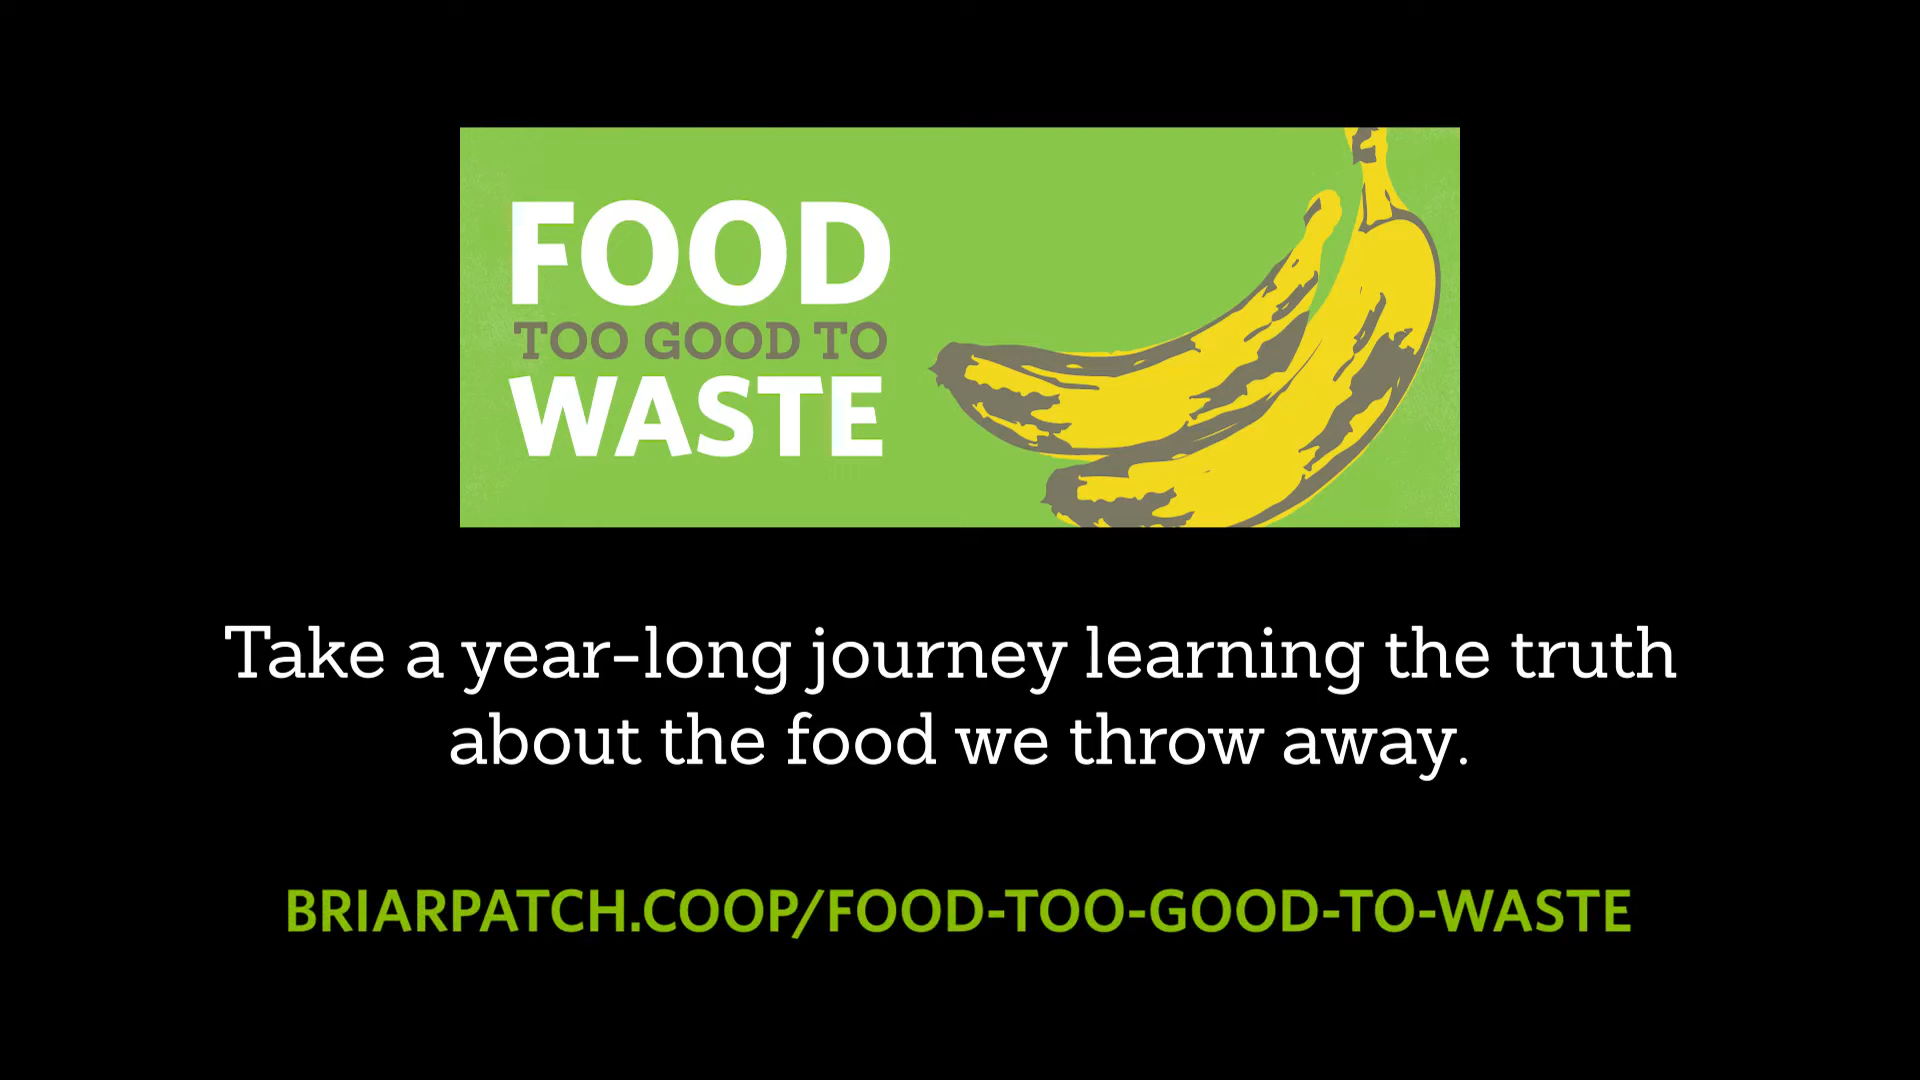 FOOD
TOO GOOD TO
WASTE
Take a year-long journey learning the truth
about the food we throw away.
BRIARPATCH.COOP/FOOD-TOO-GOOD-TO-WASTE